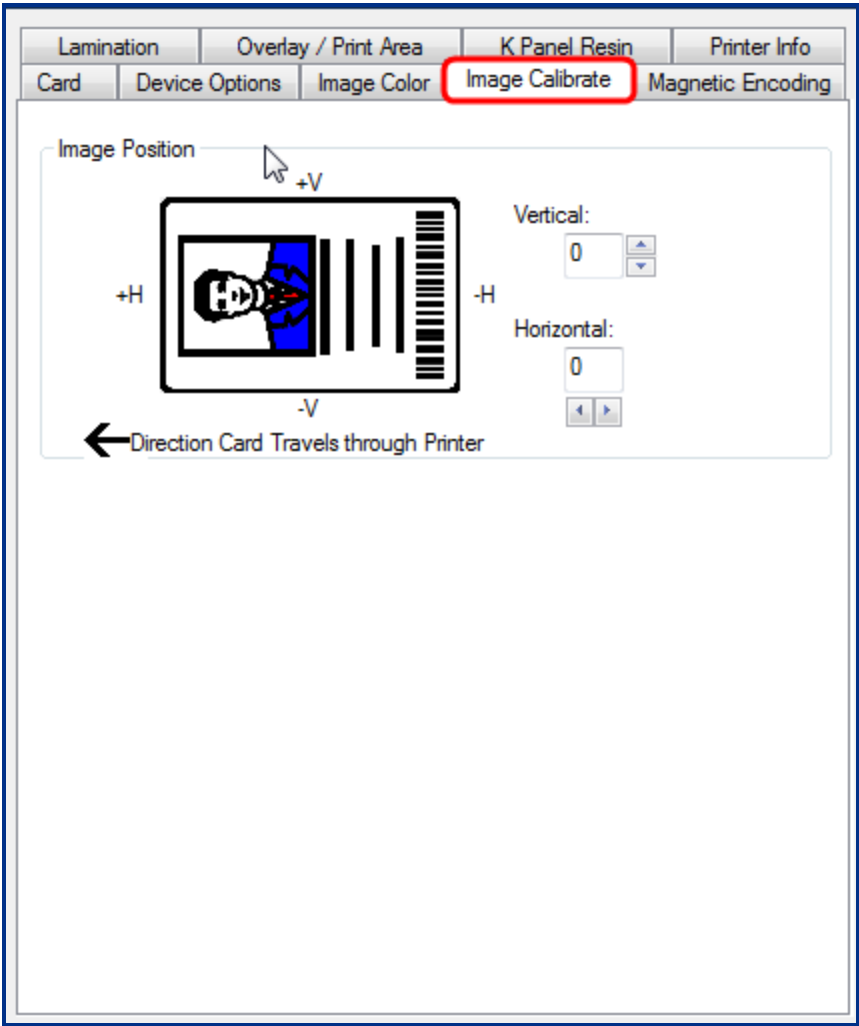 Lamination Overlay / Print Area K Panel Resin Printer Info
Card Device Options Image Color Image Calibrate Magnetic Encoding
Image Position
+V
Vertical:
0
+H -H
Horizontal:
0
-V
Direction Card Travels through Printer